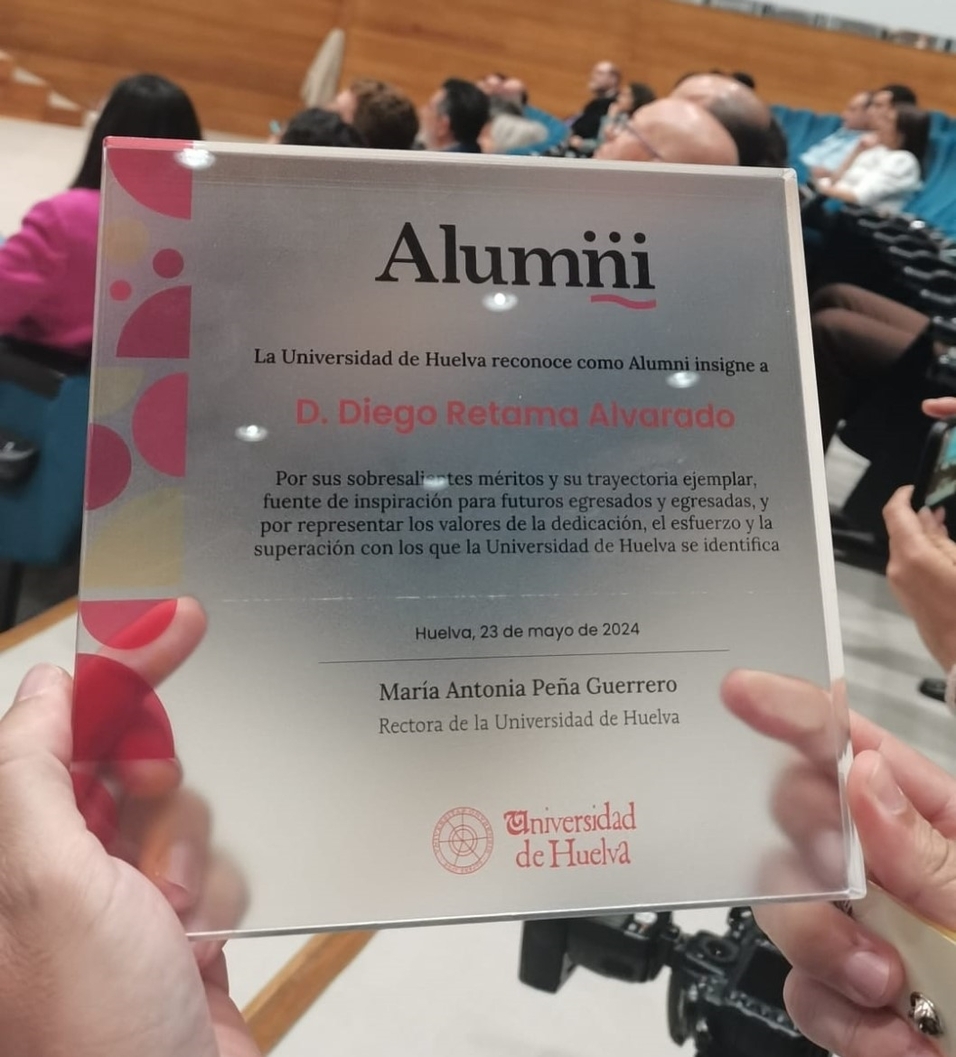 Alumni
La Universidad de Huelva reconoce como Alumni insigne a
D. Diego Retama Alvarado
Por sus sobresalientes méritos y su trayectoria ejemplar,
fuente de inspiración para futuros egresados y egresadas, y
por representar los valores de la dedicación, el esfuerzo y la
superación con los que la Universidad de Huelva se identifica
Huelva, 23 de mayo de 2024
María Antonia Peña Guerrero
Rectora de la Universidad de Huelva
Universidad
de Huelva